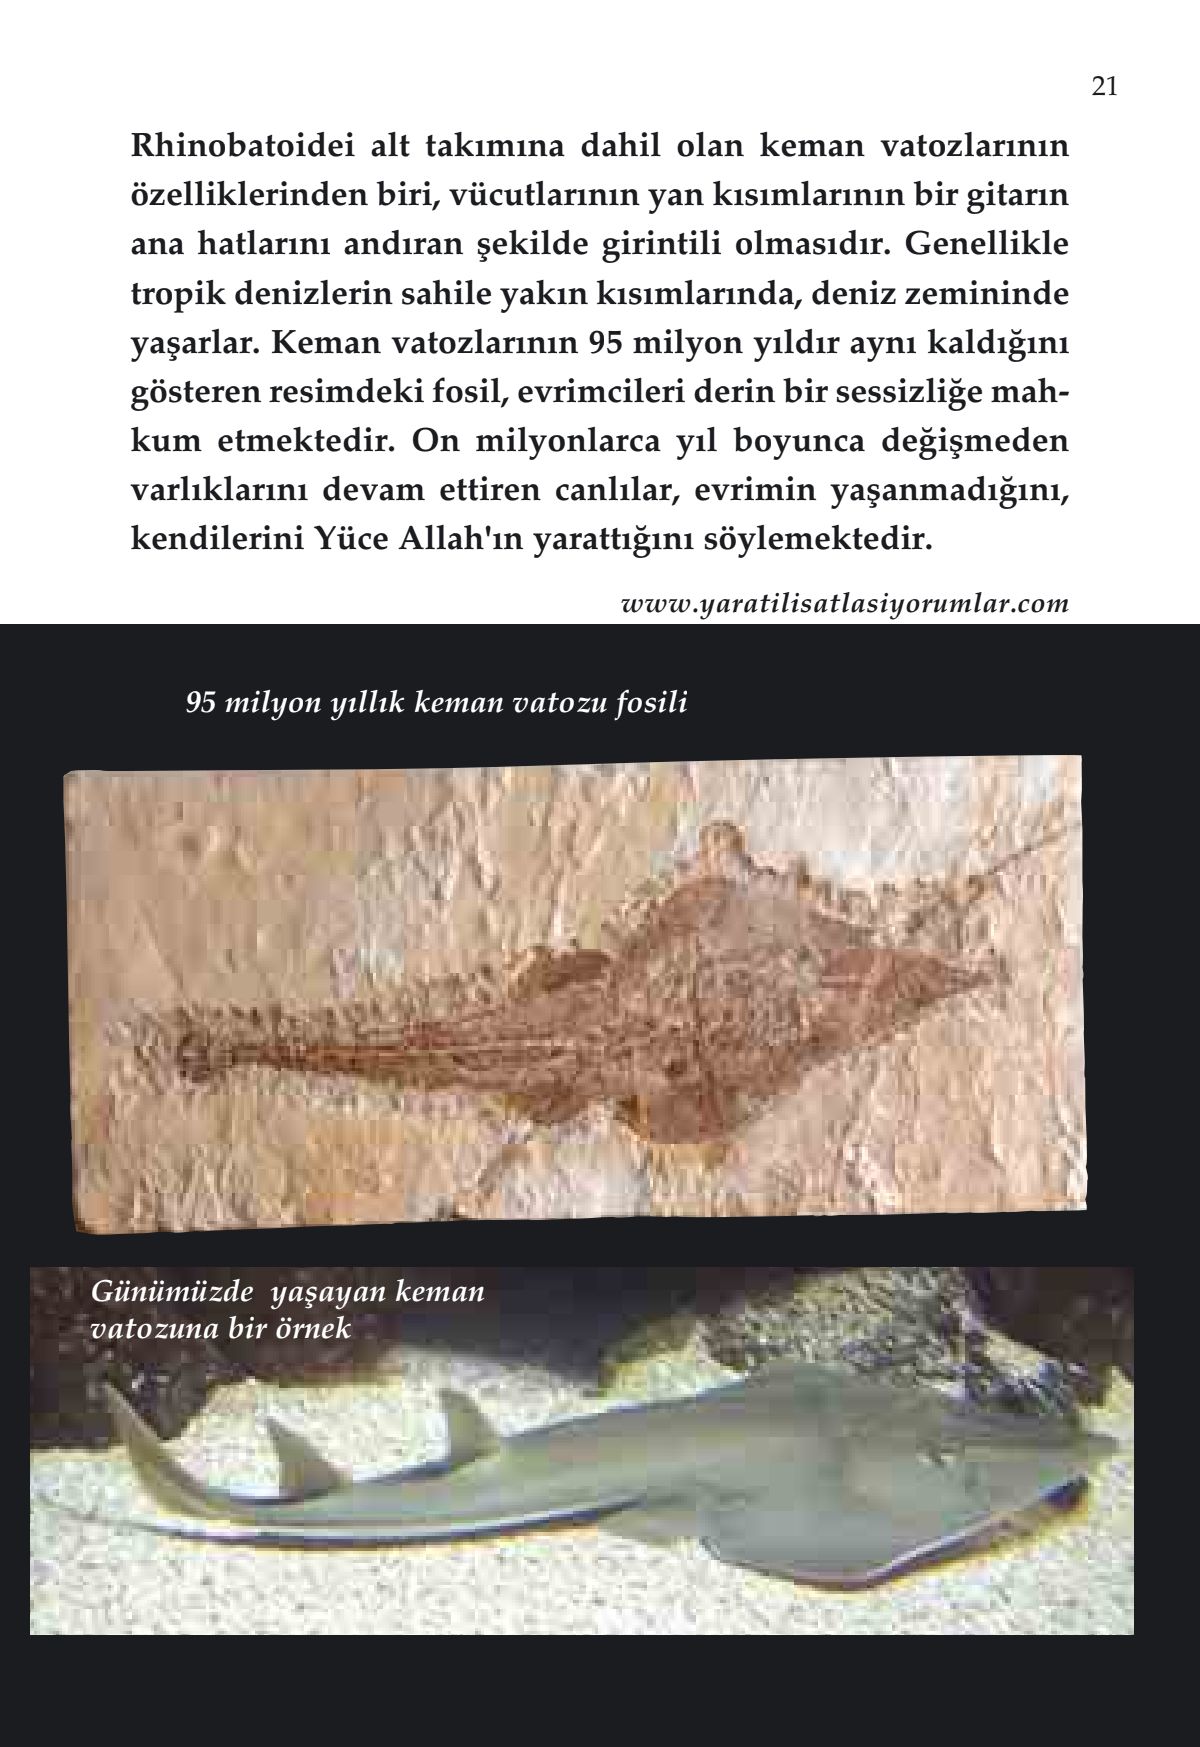 21
Rhinobatoidei alt takımına dahil olan keman vatozlarının
özelliklerinden biri, vücutlarının yan kısımlarının bir gitarın
ana hatlarını andıran şekilde girintili olmasıdır. Genellikle
tropik denizlerin sahile yakın kısımlarında, deniz zemininde
yaşarlar. Keman vatozlarının 95 milyon yıldır aynı kaldığını
gösteren resimdeki fosil, evrimcileri derin bir sessizliğe mah-
kum etmektedir. On milyonlarca yıl boyunca değişmeden
varlıklarını devam ettiren canlılar, evrimin yaşanmadığını,
kendilerini Yüce Allah'ın yarattığını söylemektedir.
www.yaratilisatlasiyorumlar.com
95 milyon yıllık keman vatozu fosili
Günümüzde  yaşayan keman
vatozuna bir örnek